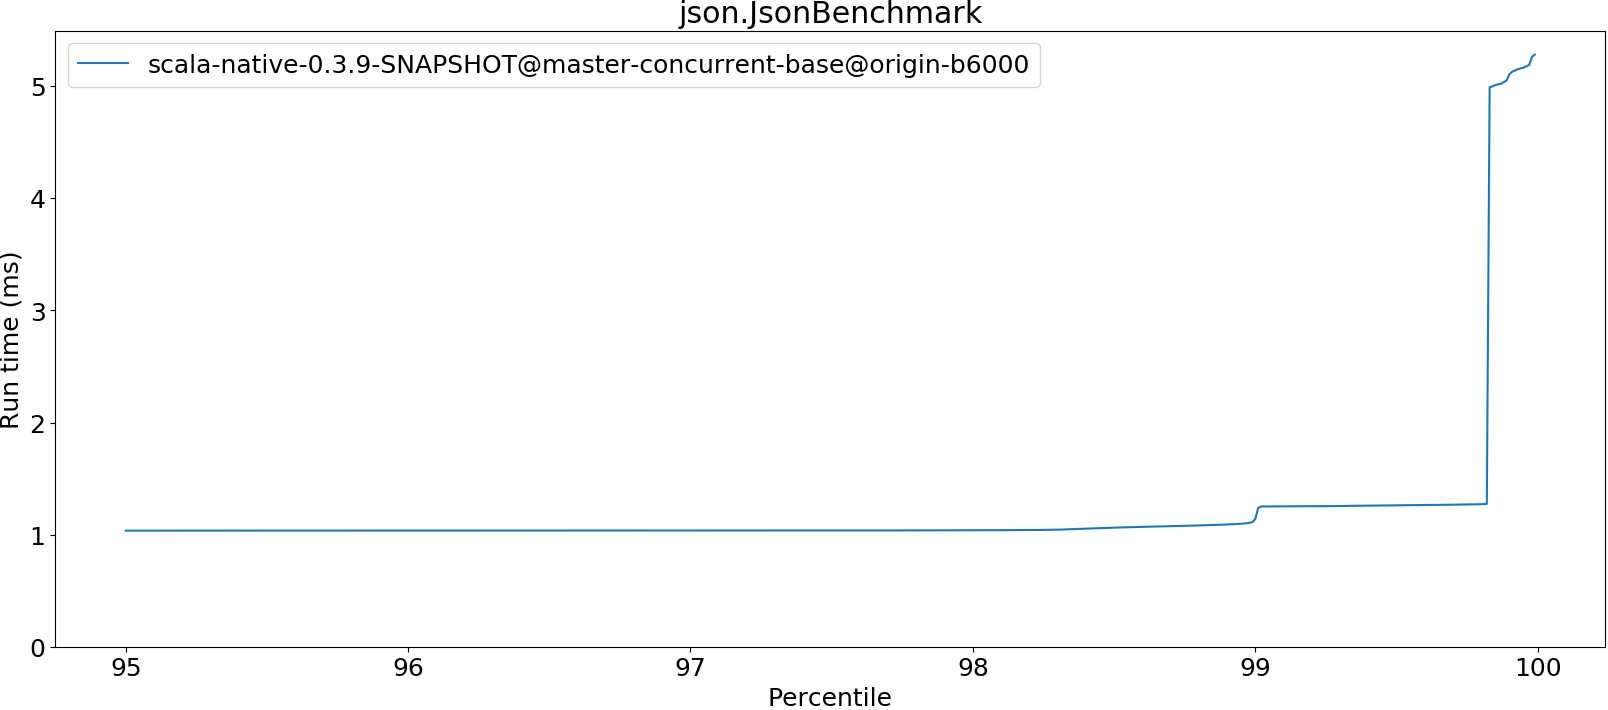 json.JsonBenchmark
scala-native-0.3.9-SNAPSHOT@master-concurrent-base@origin-b6000
Run time (ms)
5
4
3
2
1
0
95 96 97 98 99 100
Percentile